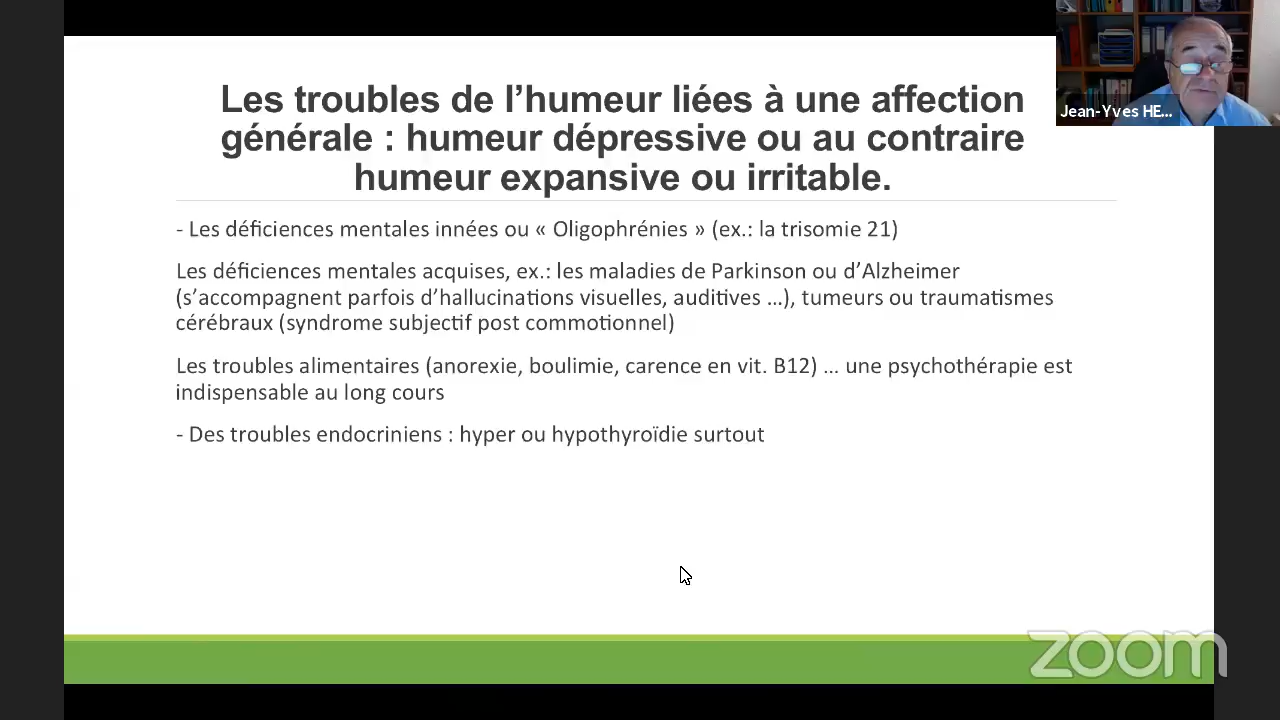 Les troubles de l’humeur liées à une affection
générale : humeur dépressive ou au contraire
humeur expansive ou irritable.
Jean-Yves HE...
- Les déficiences mentales innées ou « Oligophrénies » (ex.: la trisomie 21)
Les déficiences mentales acquises, ex.: les maladies de Parkinson ou d’Alzheimer
(s’accompagnent parfois d’hallucinations visuelles, auditives …), tumeurs ou traumatismes
cérébraux (syndrome subjectif post commotionnel)
Les troubles alimentaires (anorexie, boulimie, carence en vit. B12) … une psychothérapie est
indispensable au long cours
- Des troubles endocriniens : hyper ou hypothyroïdie surtout
zoom